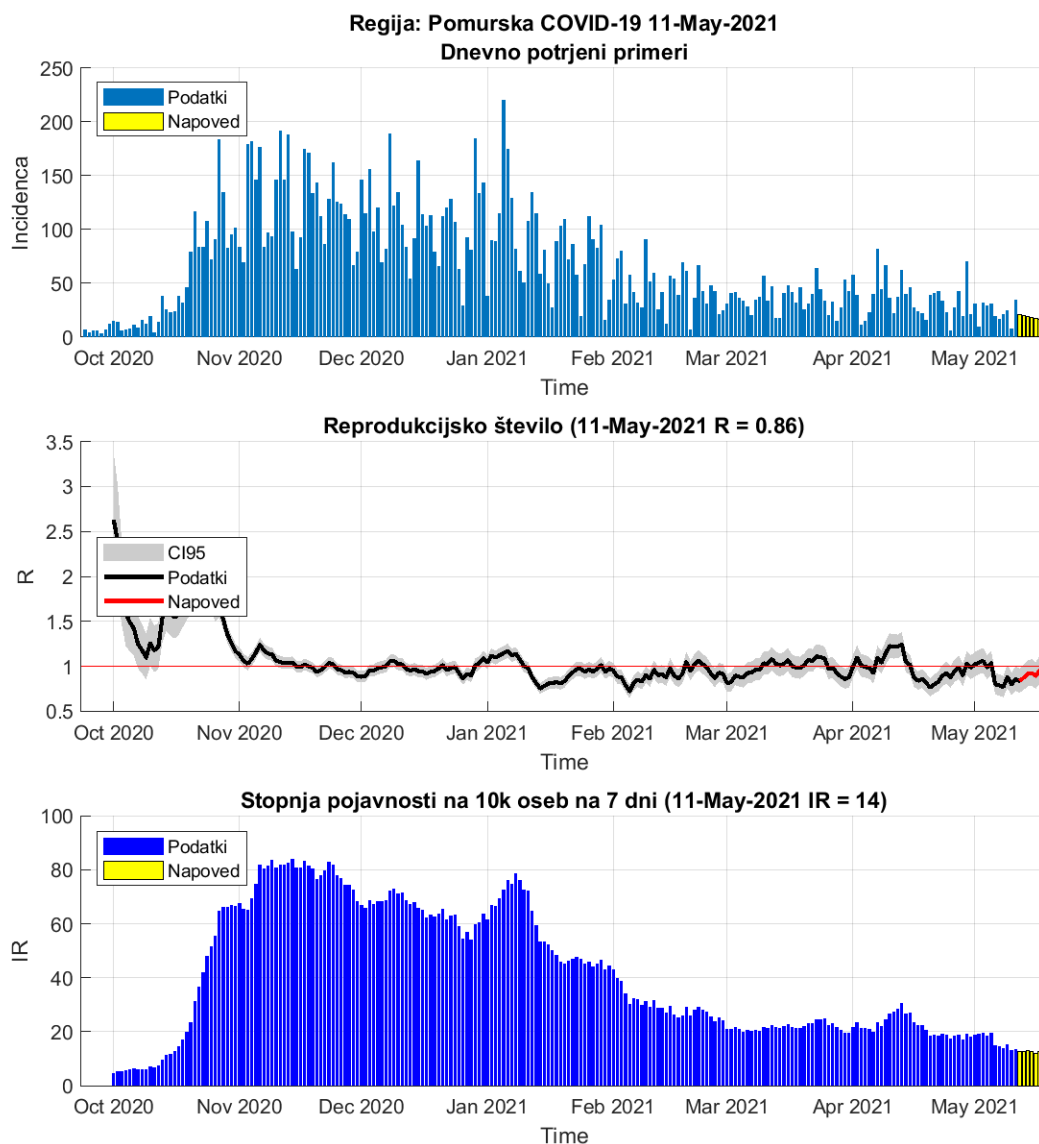 Regija: Pomurska COVID-19 11-May-2021
Dnevno potrjeni primeri
250
200
150
100
50
0
Incidenca
Podatki
Napoved
Oct 2020 Nov 2020 Dec 2020 Jan 2021 Feb 2021 Mar 2021 Apr 2021 May 2021
Time
Reprodukcijsko število (11-May-2021 R = 0.86)
3.5
3
2.5
2
1.5
1
0.5
R
CI95
Podatki
Napoved
Oct 2020 Nov 2020 Dec 2020 Jan 2021 Feb 2021 Mar 2021 Apr 2021 May 2021
Time
Stopnja pojavnosti na 10k oseb na 7 dni (11-May-2021 IR = 14)
100
80
60
40
20
0
IR
Podatki
Napoved
Oct 2020 Nov 2020 Dec 2020 Jan 2021 Feb 2021 Mar 2021 Apr 2021 May 2021
Time